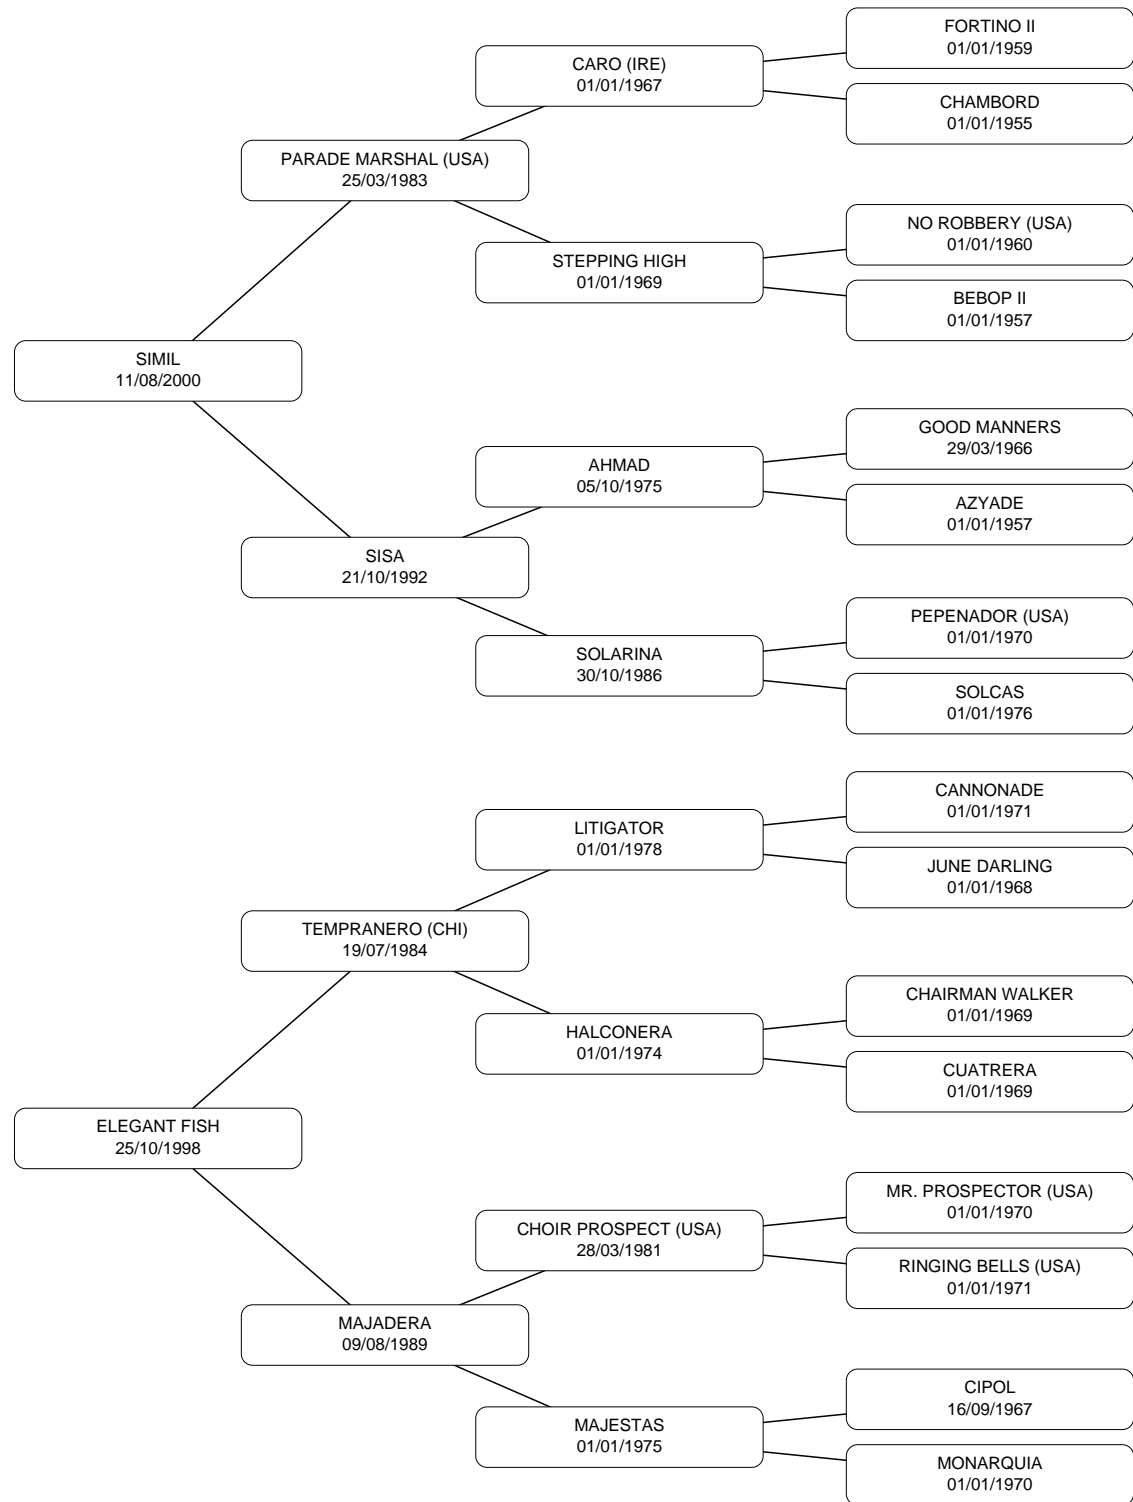 FORTINO II
01/01/1959
CARO (IRE)
01/01/1967
CHAMBORD
01/01/1955
PARADE MARSHAL (USA)
25/03/1983
NO ROBBERY (USA)
01/01/1960
STEPPING HIGH
01/01/1969
BEBOP II
01/01/1957
SIMIL
11/08/2000
GOOD MANNERS
29/03/1966
AHMAD
05/10/1975
AZYADE
01/01/1957
SISA
21/10/1992
PEPENADOR (USA)
01/01/1970
SOLARINA
30/10/1986
SOLCAS
01/01/1976
CANNONADE
01/01/1971
LITIGATOR
01/01/1978
JUNE DARLING
01/01/1968
TEMPRANERO (CHI)
19/07/1984
CHAIRMAN WALKER
01/01/1969
HALCONERA
01/01/1974
CUATRERA
01/01/1969
ELEGANT FISH
25/10/1998
MR. PROSPECTOR (USA)
01/01/1970
CHOIR PROSPECT (USA)
28/03/1981
RINGING BELLS (USA)
01/01/1971
MAJADERA
09/08/1989
CIPOL
16/09/1967
MAJESTAS
01/01/1975
MONARQUIA
01/01/1970